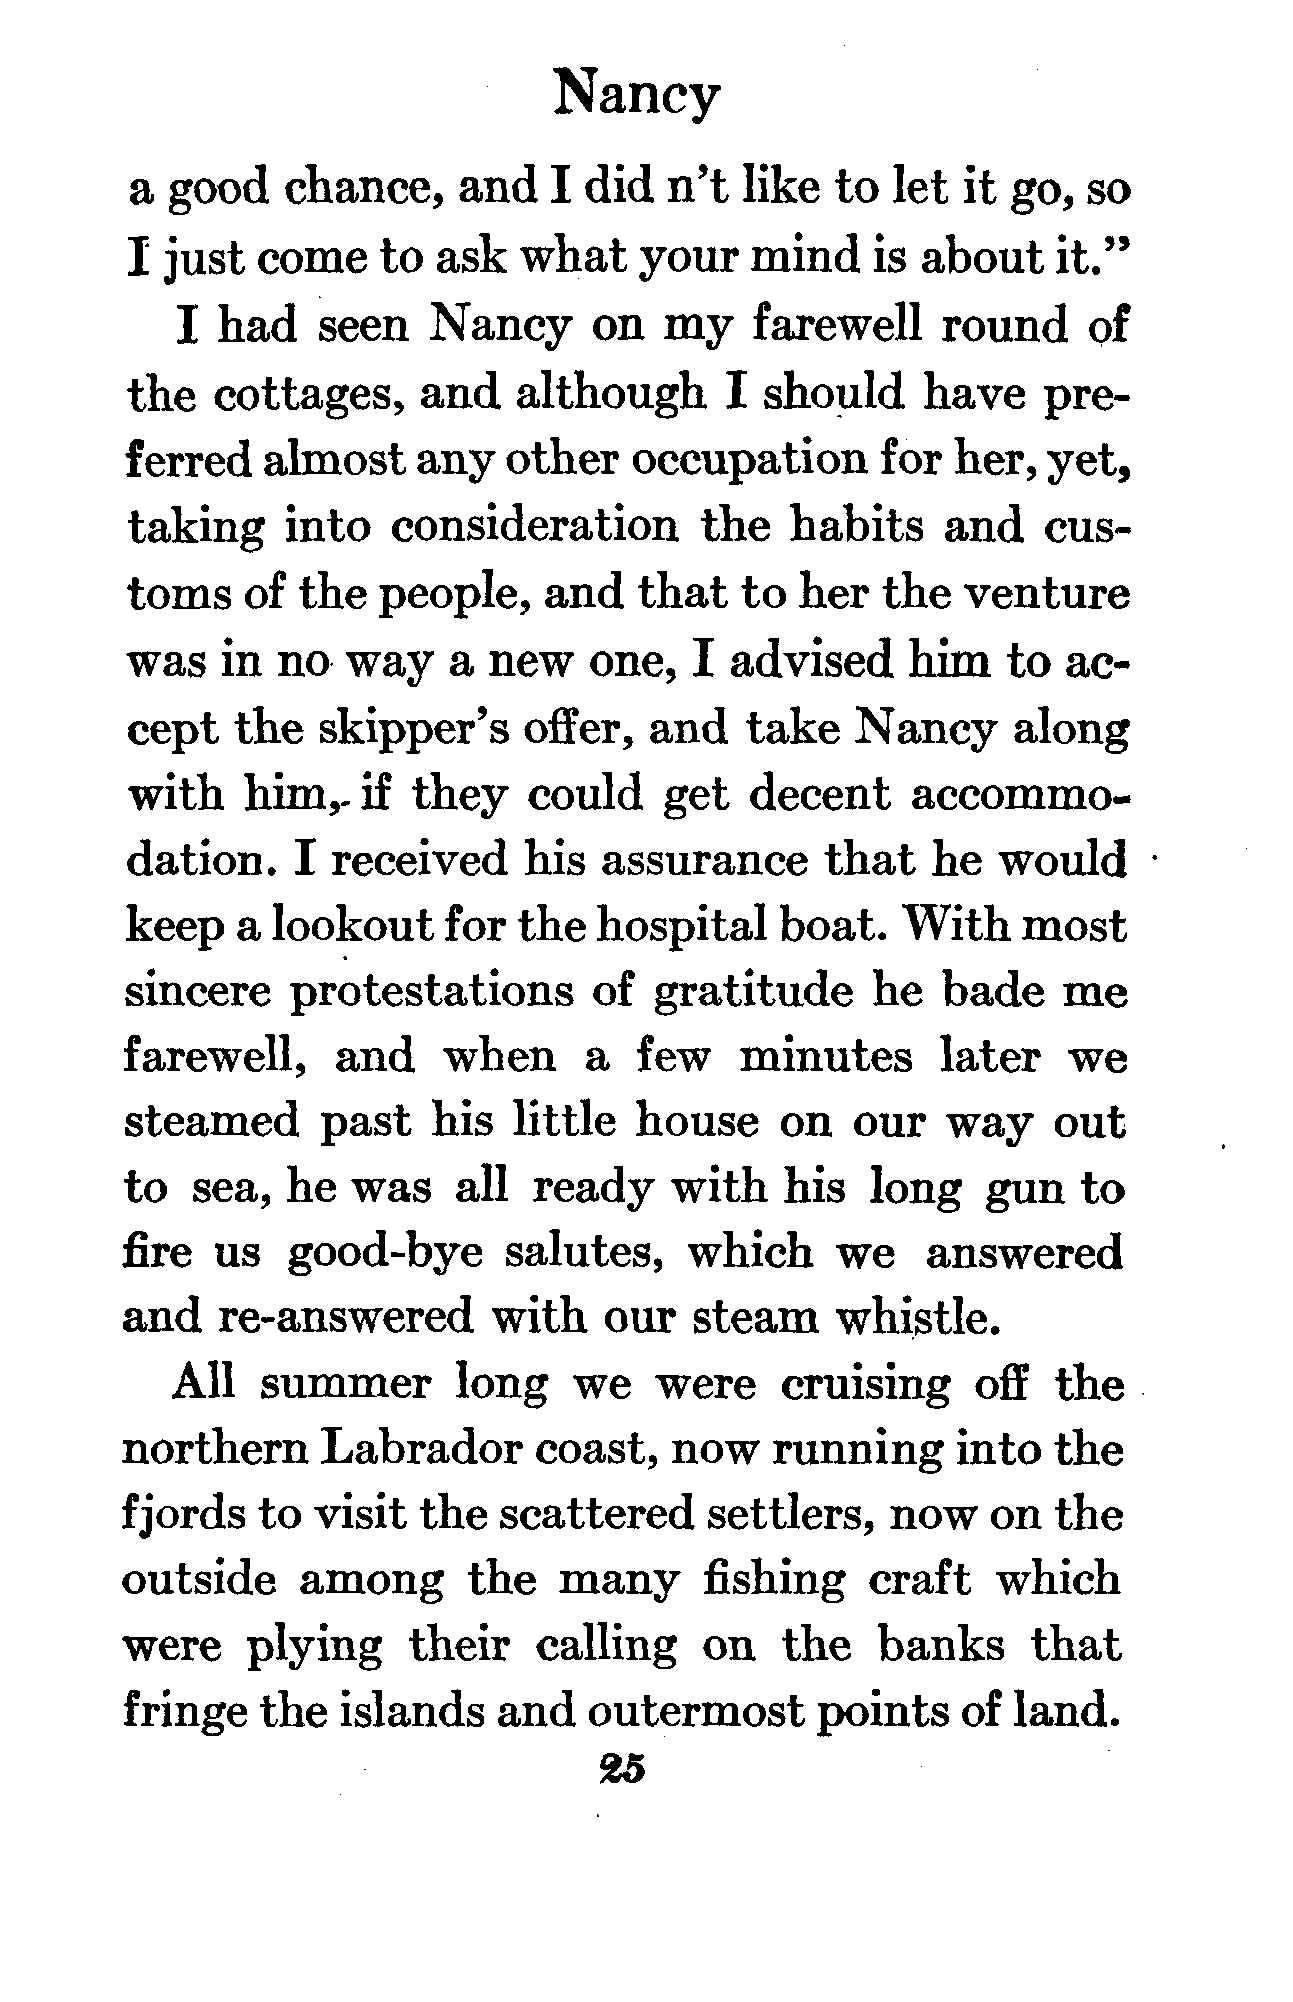 Nancy
a good chance, and I did n't like to let it go, so
I just come to ask what your mind is about it."
I had seen Nancy on my farewell round of
the cottages, and although I should have pre-
ferred almost any other occupation for her, yet,
taking into consideration the habits and cus-
toms of the people, and that to her the venture
was in no way a new one, I advised him to ac-
cept the skipper's offer, and take Nancy along
with him, if they could get decent accommo-
dation. I received his assurance that he would
keep a lookout for the hospital boat. With most
sincere protestations of gratitude he bade me
farewell, and when a few minutes later we
steamed past his little house on our way out
to sea, he was all ready with his long gun to
fire us good-bye salutes, which we answered
and re-answered with our steam whistle.
All summer long we were cruising off the
northern Labrador coast, now running into the
fjords to visit the scattered settlers, now on the
outside among the many fishing craft which
were plying their calling on the banks that
fringe the islands and outermost points of land.
25